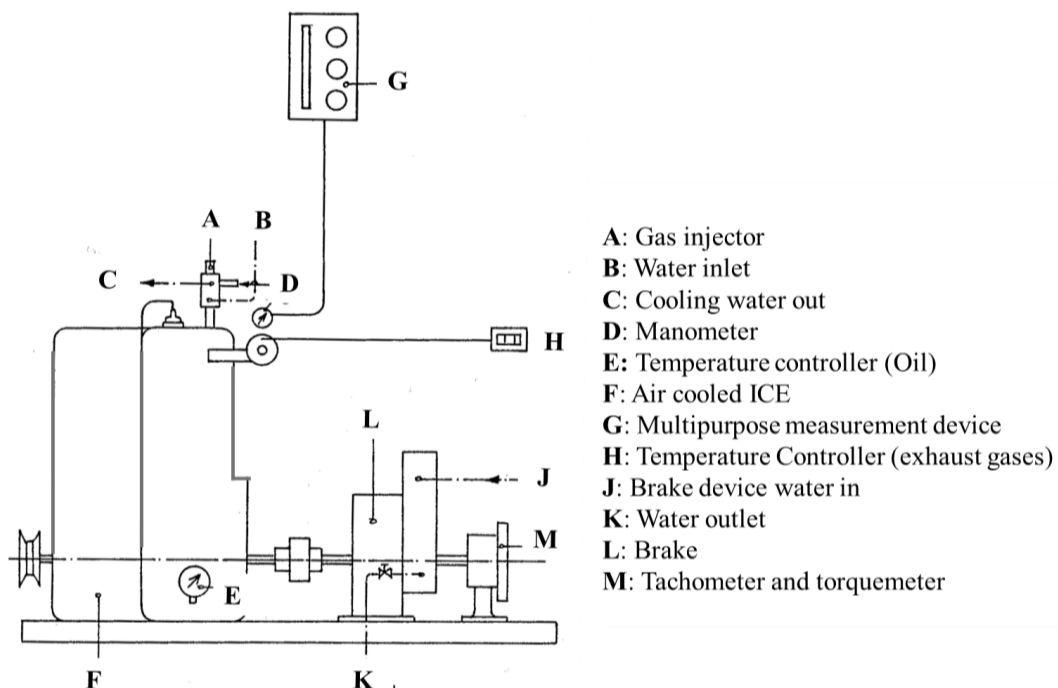 G
A B
C
D
H
L
J
M
E
F
K
A: Gas injector
B: Water inlet
C: Cooling water out
D: Manometer
E: Temperature controller (Oil)
F: Air cooled ICE
G: Multipurpose measurement device
H: Temperature Controller (exhaust gases)
J: Brake device water in
K: Water outlet
L: Brake
M: Tachometer and torquemeter